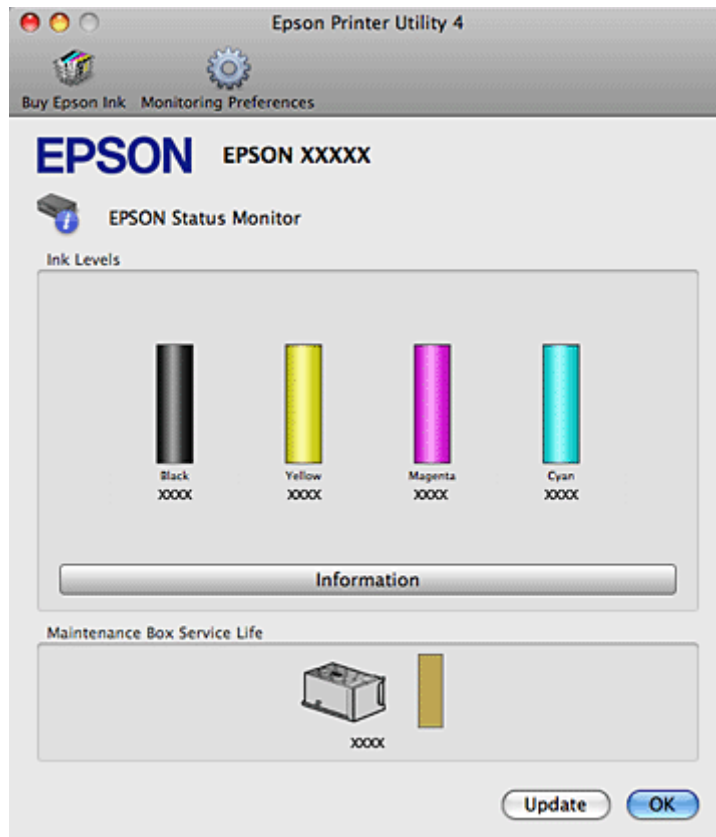 Epson Printer Utility 4
Buy Epson Ink Monitoring Preferences
EPSON EPSON XXXXX
EPSON Status Monitor
Ink Levels
Black Yellow Magenta Cyan
XXXX XXXX XXXX XXXX
Information
Maintenance Box Service Life
XXXX
Update OK